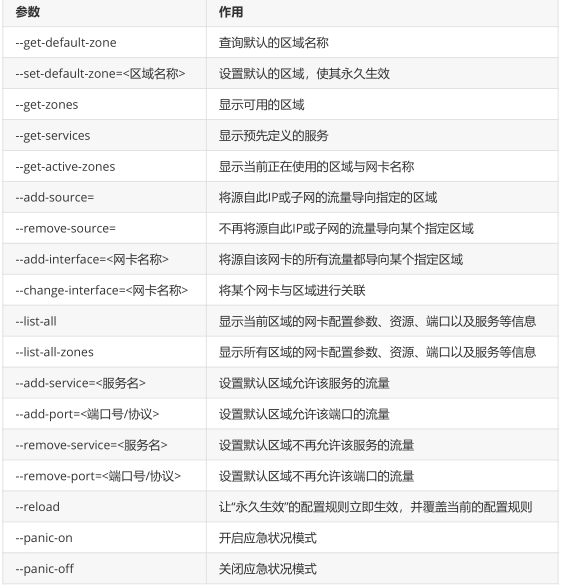 参数 作用
--get-default-zone 查询默认的区域名称
--set-default-zone=<区域名称> 设置默认的区域，使其永久生效
--get-zones 显示可用的区域
--get-services 显示预先定义的服务
--get-active-zones 显示当前正在使用的区域与网卡名称
--add-source= 将源自此IP或子网的流量导向指定的区域
--remove-source= 不再将源自此IP或子网的流量导向某个指定区域
--add-interface=<网卡名称> 将源自该网卡的所有流量都导向某个指定区域
--change-interface=<网卡名称> 将某个网卡与区域进行关联
--list-all 显示当前区域的网卡配置参数、资源、端口以及服务等信息
--list-all-zones 显示所有区域的网卡配置参数、资源、端口以及服务等信息
--add-service=<服务名> 设置默认区域允许该服务的流量
--add-port=<端口号/协议> 设置默认区域允许该端口的流量
--remove-service=<服务名> 设置默认区域不再允许该服务的流量
--remove-port=<端口号/协议> 设置默认区域不再允许该端口的流量
--reload 让“永久生效”的配置规则立即生效，并覆盖当前的配置规则
--panic-on 开启应急状况模式
--panic-off 关闭应急状况模式